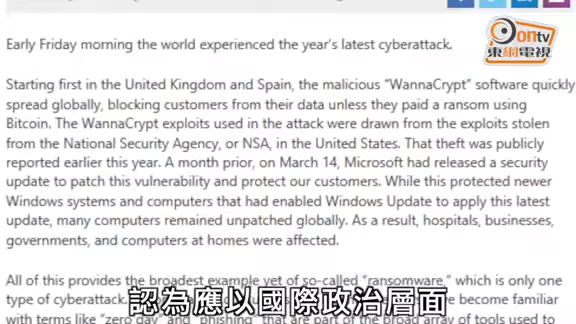 ontv
東網電視
Early Friday morning the world experienced the year's latest cyberattack.
Starting first in the United Kingdom and Spain, the malicious "WannaCrypt" software quickly
spread globally, blocking customers from their data unless they paid a ransom using
Bitcoin. The WannaCrypt exploits used in the attack were drawn from the exploits stolen
from the National Security Agency, or NSA, in the United States. That theft was publicly
reported earlier this year. A month prior, on March 14, Microsoft had released a security
update to patch this vulnerability and protect our customers. While this protected newer
Windows systems and computers that had enabled Windows Update to apply this latest
update, many computers remained unpatched globally. As a result, hospitals, businesses,
governments, and computers at homes were affected.
All of this provides the broadest example yet of so-called "ransomware," which is only one
type of cyberattack. become familiar
認為應以國際政治層面
with terms like "zero day" and "phishing" that are part of the broad array of tools used to